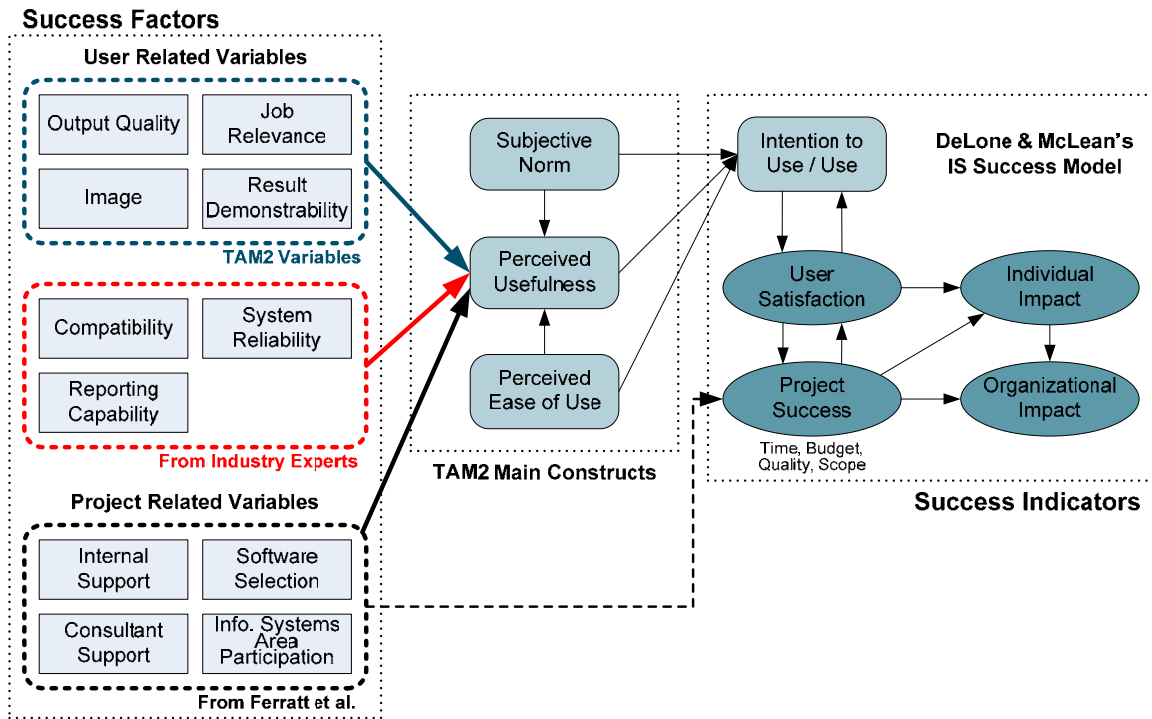 Success Factors
User Related Variables
Output Quality
Job
Relevance
Image
Result
Demonstrability
TAM2 Variables
Compatibility
System
Reliability
Reporting
Capability
From Industry Experts
Project Related Variables
Internal
Support
Software
Selection
Consultant
Support
Info. Systems
Area
Participation
From Ferratt et al.
Subjective
Norm
Perceived
Usefulness
Perceived
Ease of Use
TAM2 Main Constructs
Intention to
Use / Use
DeLone & McLean's
IS Success Model
User
Satisfaction
Individual
Impact
Project
Success
Organizational
Impact
Time, Budget,
Quality, Scope
Success Indicators